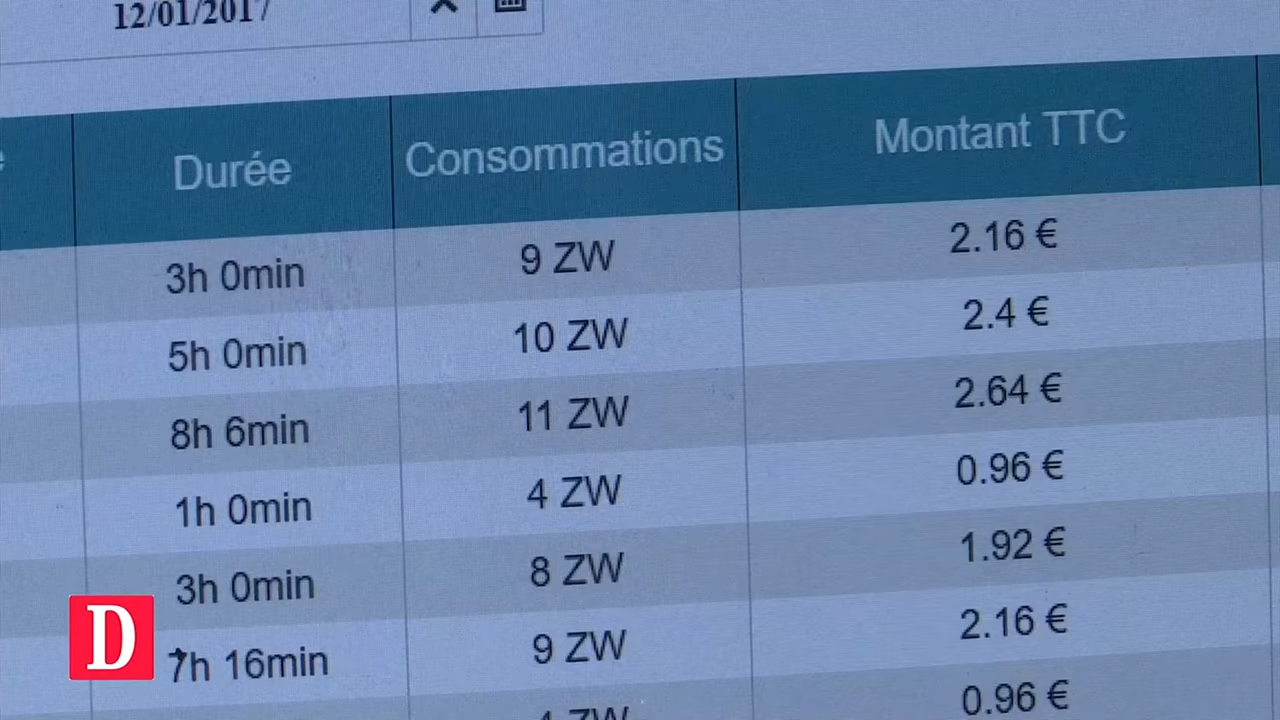 12/01/2017
Durée Consommations Montant TTC
3h 0min 9 ZW 2.16 €
5h 0min 10 ZW 2.4 €
8h 6min 11 ZW 2.64 €
1h 0min 4 ZW 0.96 €
3h 0min 8 ZW 1.92 €
7h 16min 9 ZW 2.16 €
4 ZW 0.96 €
D